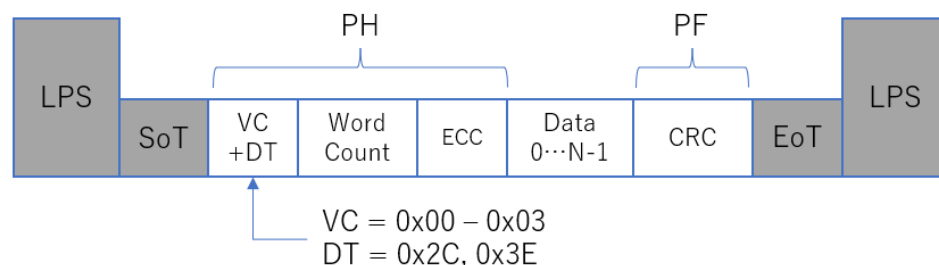 PH
PF
LPS
SoT
VC
+DT
Word
Count
ECC
Data
0⋯N-1
CRC
EoT
LPS
VC = 0x00 – 0x03
DT = 0x2C, 0x3E